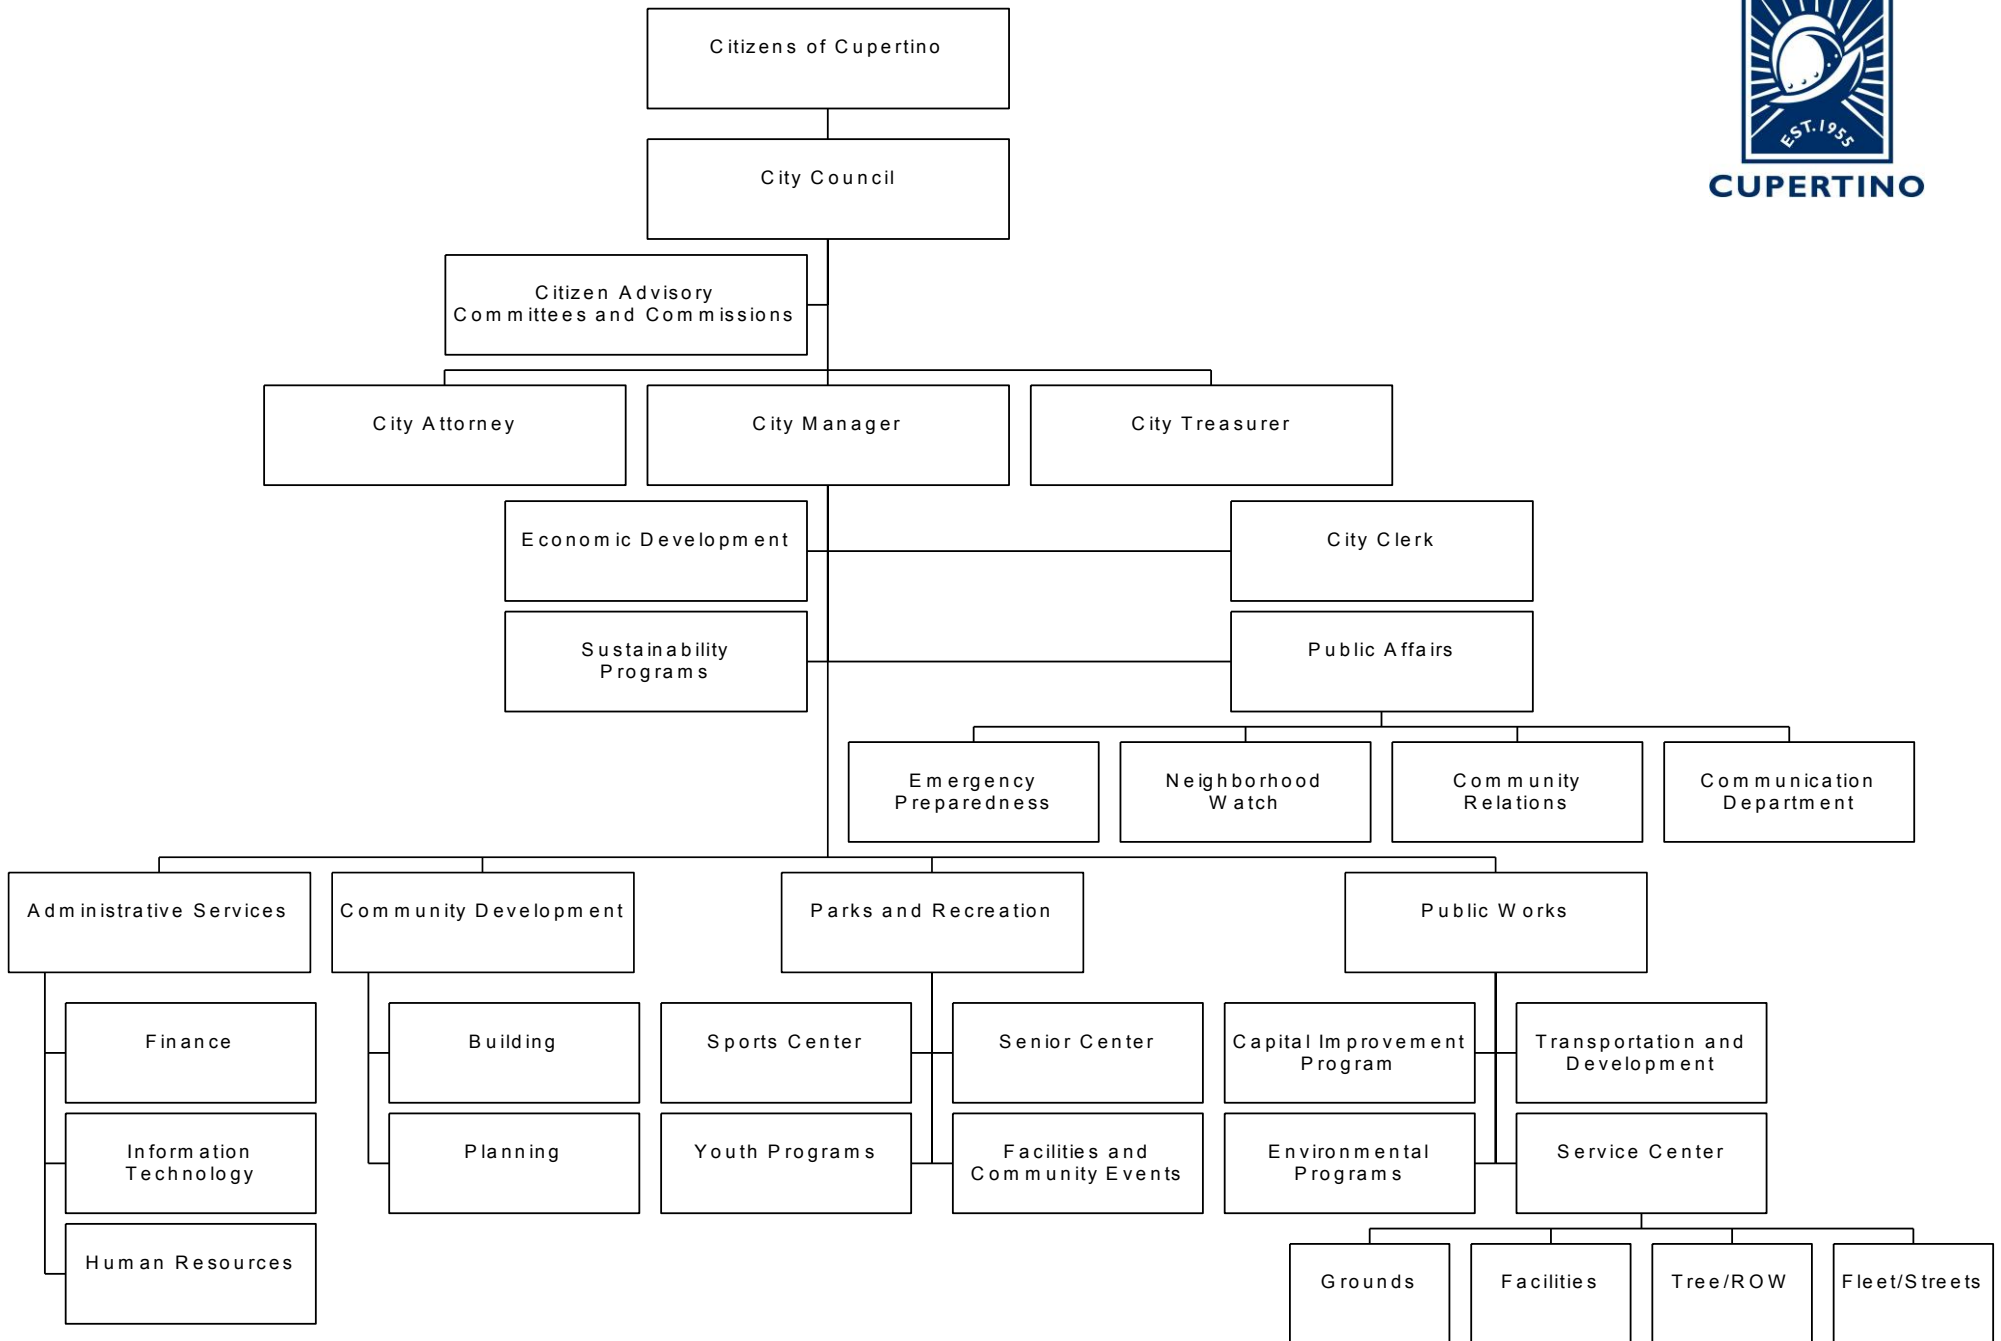 Citizens of Cupertino
EST. 1955
CUPERTINO
City Council
Citizen Advisory
Committees and Commissions
City Attorney
City Manager
City Treasurer
Economic Development
City Clerk
Sustainability
Programs
Public Affairs
Emergency
Preparedness
Neighborhood
Watch
Community
Relations
Communication
Department
Administrative Services
Community Development
Parks and Recreation
Public Works
Finance
Building
Sports Center
Senior Center
Capital Improvement
Program
Transportation and
Development
Information
Technology
Planning
Youth Programs
Facilities and
Community Events
Environmental
Programs
Service Center
Human Resources
Grounds
Facilities
Tree/ROW
Fleet/Streets